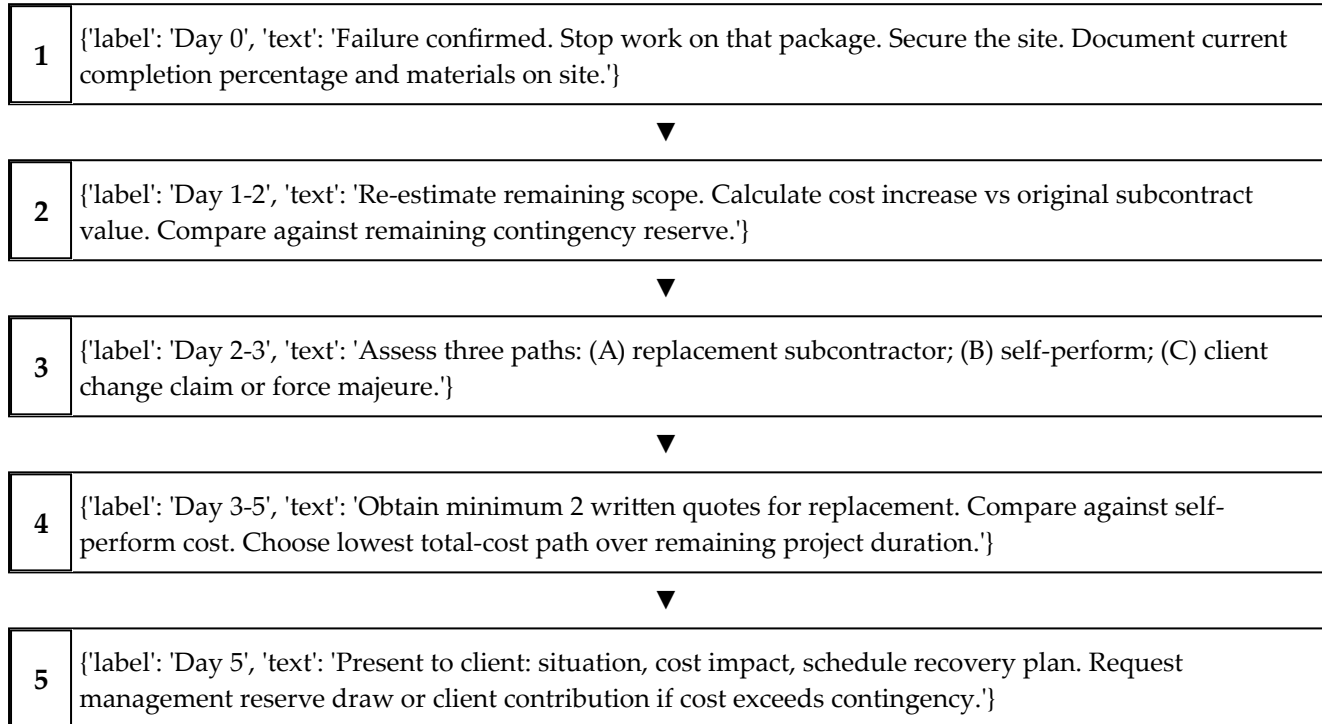 1
{'label': 'Day 0', 'text': 'Failure confirmed. Stop work on that package. Secure the site. Document current
completion percentage and materials on site.'}
▼
2
{'label': 'Day 1-2', 'text': 'Re-estimate remaining scope. Calculate cost increase vs original subcontract
value. Compare against remaining contingency reserve.'}
▼
3
{'label': 'Day 2-3', 'text': 'Assess three paths: (A) replacement subcontractor; (B) self-perform; (C) client
change claim or force majeure.'}
▼
4
{'label': 'Day 3-5', 'text': 'Obtain minimum 2 written quotes for replacement. Compare against self-
perform cost. Choose lowest total-cost path over remaining project duration.'}
▼
5
{'label': 'Day 5', 'text': 'Present to client: situation, cost impact, schedule recovery plan. Request
management reserve draw or client contribution if cost exceeds contingency.'}